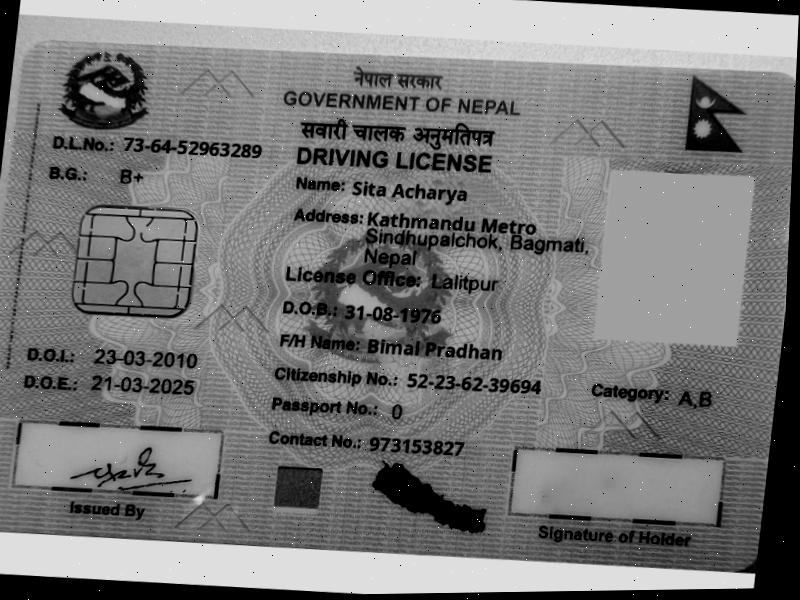 नेपाल सरकार
GOVERNMENT OF NEPAL
सवारी चालक अनुमतिपत्र
DRIVING LICENSE
D.L.No.: 73-64-52963289
B.G.: B+
Name: Sita Acharya
Address: Kathmandu Metro
Sindhupalchok, Bagmati,
Nepal
License Office: Lalitpur
D.O.B.: 31-08-1976
F/H Name: Bimal Pradhan
D.O.I.: 23-03-2010
D.O.E.: 21-03-2025
Citizenship No.: 52-23-62-39694
Category: A,B
Passport No.: 0
Contact No.: 973153827
Issued By
Signature of Holder